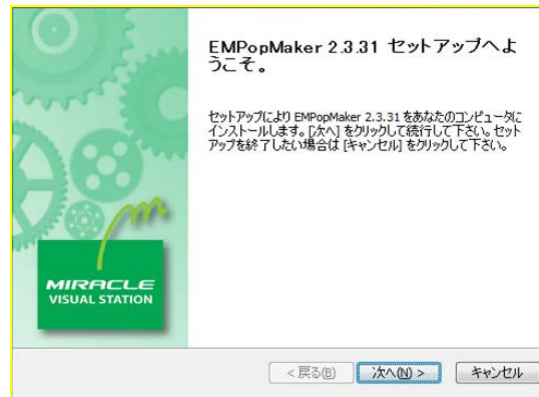 EMPopMaker 2.3.31 セットアップへよ
うこそ。
セットアップにより EMPopMaker 2.3.31 をあなたのコンピュータに
インストールします。[次へ] をクリックして続行して下さい。セット
アップを終了したい場合は [キャンセル] をクリックして下さい。
m
MIRACLE
VISUAL STATION
< 戻る(B)
次へ(N) >
キャンセル